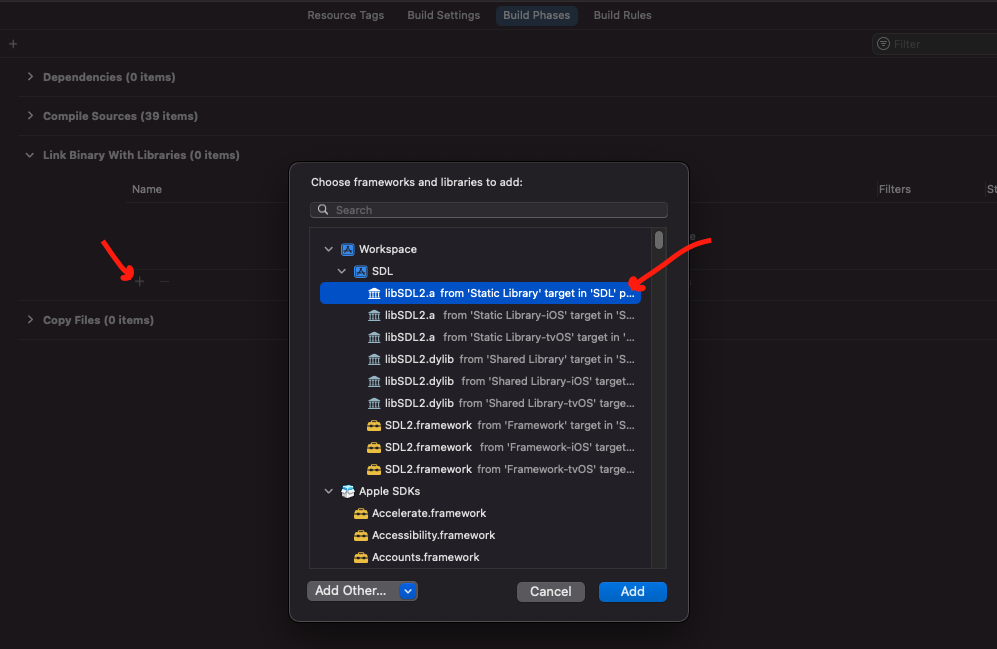 Resource Tags Build Settings Build Phases Build Rules
+ Filter
Dependencies (0 items)
Compile Sources (39 items)
Link Binary With Libraries (0 items)
Choose frameworks and libraries to add:
Name Filters St
Search
Workspace
SDL
libSDL2.a from 'Static Library' target in 'SDL' p...
libSDL2.a from 'Static Library-iOS' target in 'S...
Copy Files (0 items)
libSDL2.a from 'Static Library-tvOS' target in '...
libSDL2.dylib from 'Shared Library' target in 'S...
libSDL2.dylib from 'Shared Library-iOS' target...
libSDL2.dylib from 'Shared Library-tvOS' targe...
SDL2.framework from 'Framework' target in 'S...
SDL2.framework from 'Framework-iOS' target...
SDL2.framework from 'Framework-tvOS' targe...
Apple SDKs
Accelerate.framework
Accessibility.framework
Accounts.framework
Add Other... Cancel Add